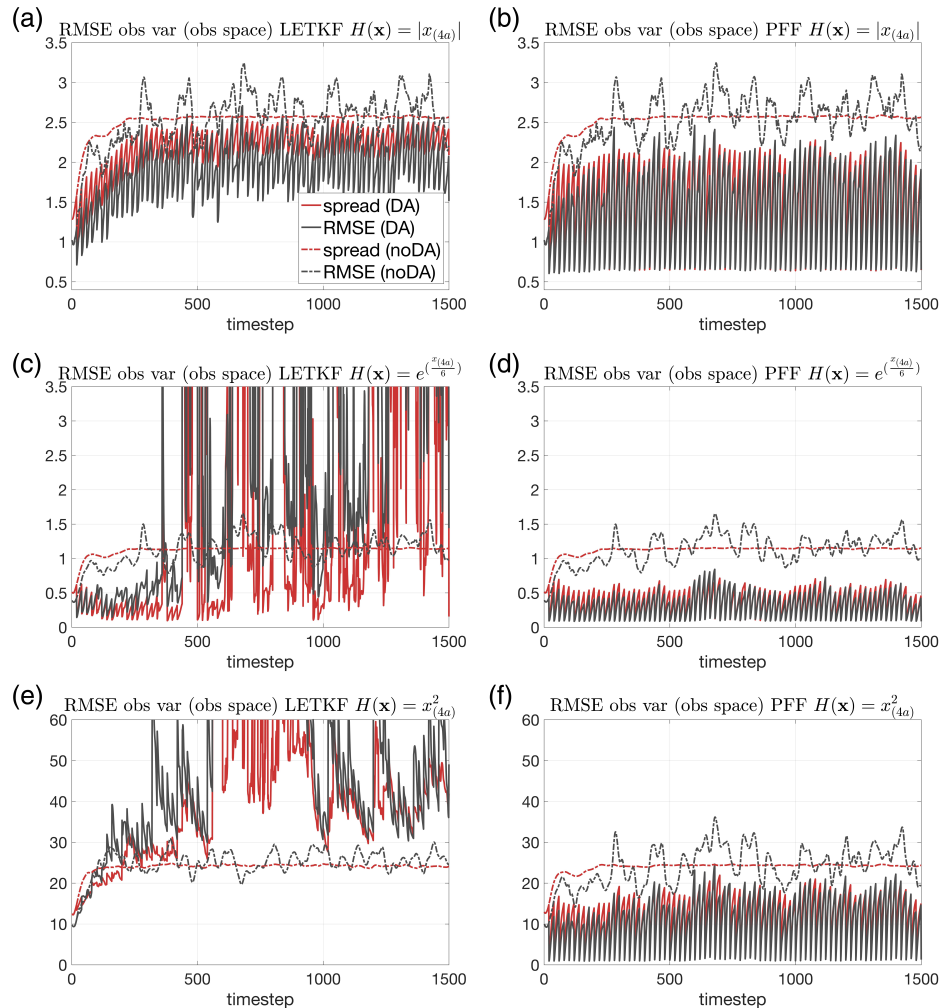 (a)
RMSE obs var (obs space) LETKF H(x) = |x_(4a)|
3.5
3
2.5
2
1.5
1
0.5
spread (DA)
RMSE (DA)
spread (noDA)
RMSE (noDA)
0 500 1000 1500
timestep
(b)
RMSE obs var (obs space) PFF H(x) = |x_(4a)|
3.5
3
2.5
2
1.5
1
0.5
0 500 1000 1500
timestep
(c)
RMSE obs var (obs space) LETKF H(x) = e^(x_(4a)/6)
3.5
3
2.5
2
1.5
1
0.5
0
0 500 1000 1500
timestep
(d)
RMSE obs var (obs space) PFF H(x) = e^(x_(4a)/6)
3.5
3
2.5
2
1.5
1
0.5
0
0 500 1000 1500
timestep
(e)
RMSE obs var (obs space) LETKF H(x) = x²_(4a)
60
50
40
30
20
10
0
0 500 1000 1500
timestep
(f)
RMSE obs var (obs space) PFF H(x) = x²_(4a)
60
50
40
30
20
10
0
0 500 1000 1500
timestep